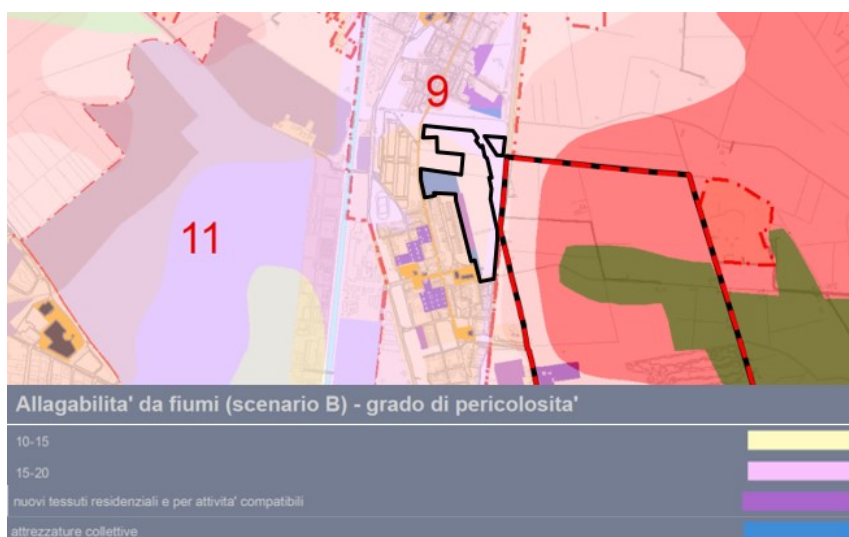 9
11
Allagabilita' da fiumi (scenario B) - grado di pericolosita'
10-15
15-20
nuovi tessuti residenziali e per attivita' compatibili
attrezzature collettive